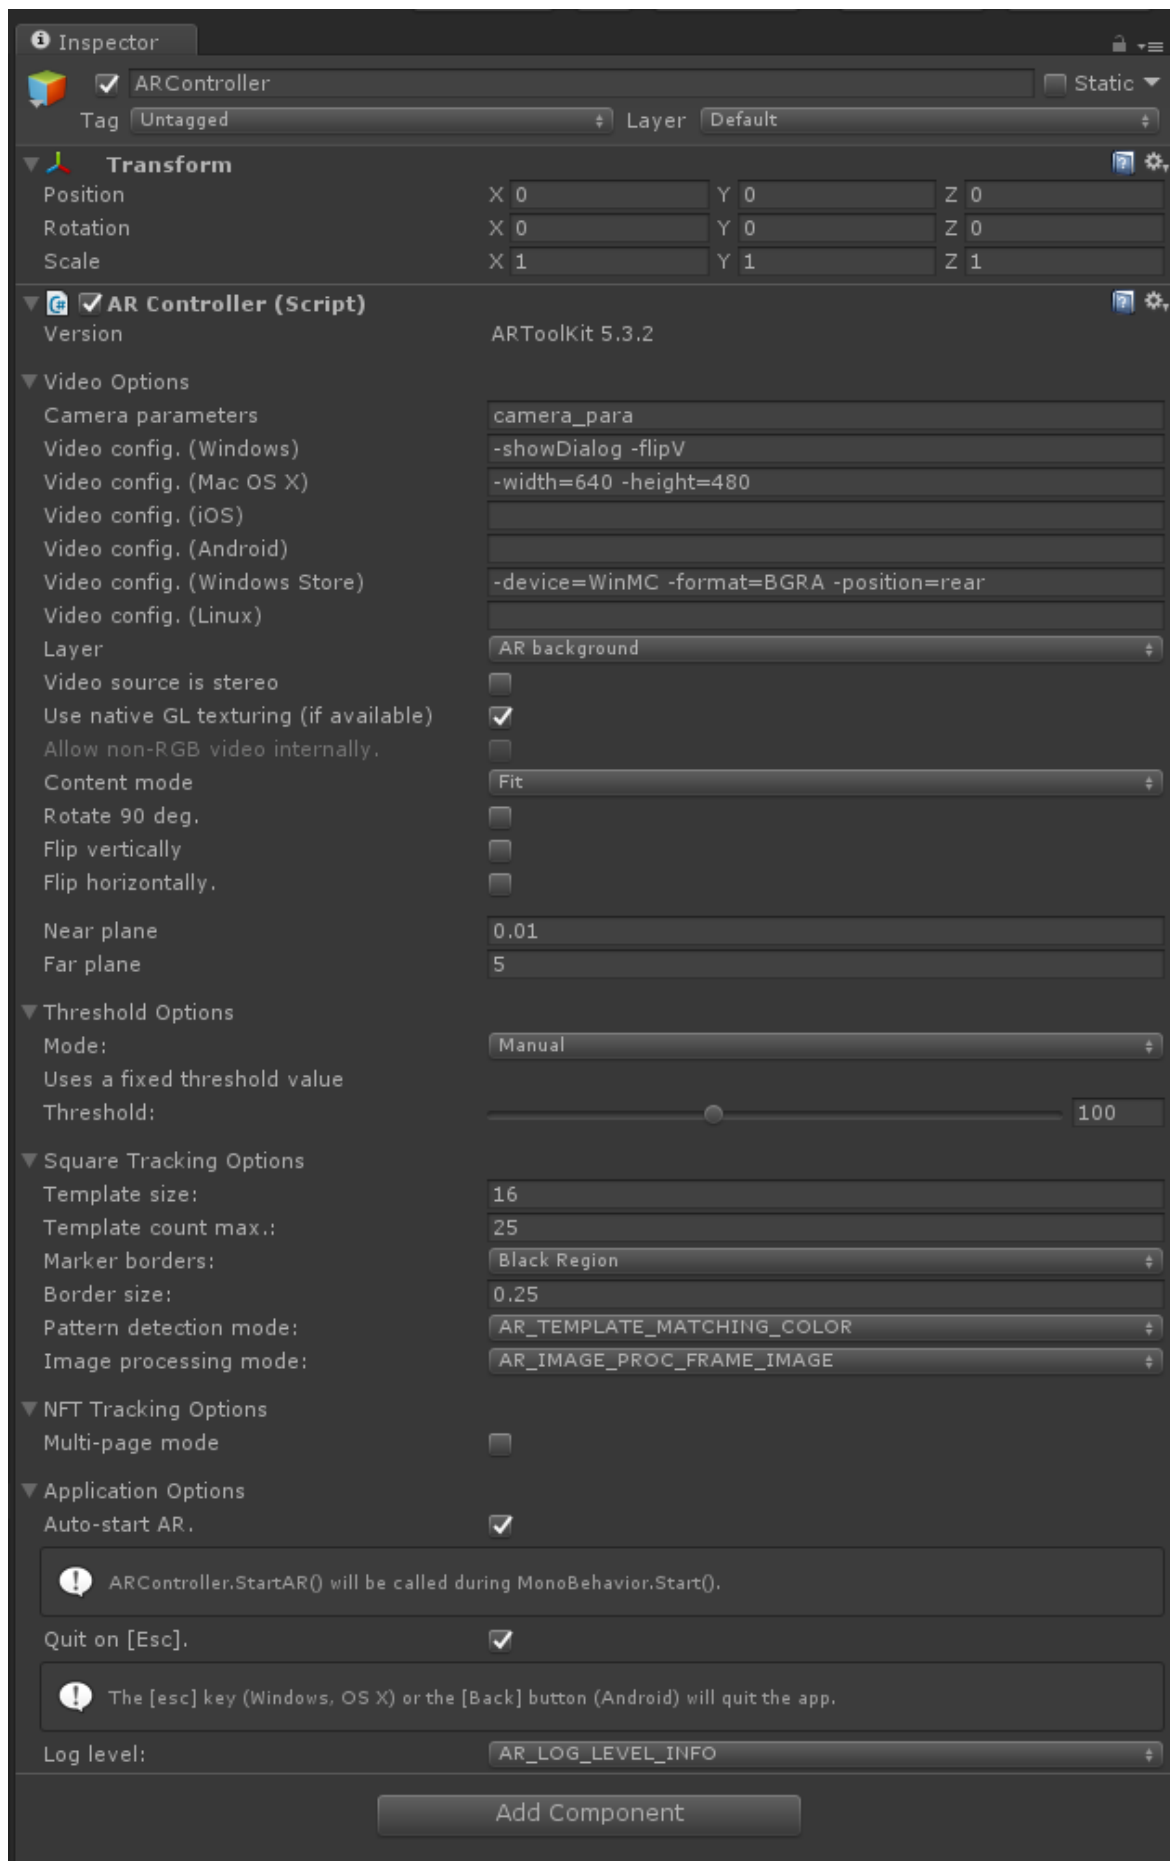 Inspector
ARController Static
Tag Untagged Layer Default
Transform
Position X 0 Y 0 Z 0
Rotation X 0 Y 0 Z 0
Scale X 1 Y 1 Z 1
AR Controller (Script)
Version ARToolKit 5.3.2
Video Options
Camera parameters camera_para
Video config. (Windows) -showDialog -flipV
Video config. (Mac OS X) -width=640 -height=480
Video config. (iOS)
Video config. (Android)
Video config. (Windows Store) -device=WinMC -format=BGRA -position=rear
Video config. (Linux)
Layer AR background
Video source is stereo
Use native GL texturing (if available)
Allow non-RGB video internally.
Content mode Fit
Rotate 90 deg.
Flip vertically
Flip horizontally.
Near plane 0.01
Far plane 5
Threshold Options
Mode: Manual
Uses a fixed threshold value
Threshold: 100
Square Tracking Options
Template size: 16
Template count max.: 25
Marker borders: Black Region
Border size: 0.25
Pattern detection mode: AR_TEMPLATE_MATCHING_COLOR
Image processing mode: AR_IMAGE_PROC_FRAME_IMAGE
NFT Tracking Options
Multi-page mode
Application Options
Auto-start AR.
ARController.StartAR() will be called during MonoBehavior.Start().
Quit on [Esc].
The [esc] key (Windows, OS X) or the [Back] button (Android) will quit the app.
Log level: AR_LOG_LEVEL_INFO
Add Component